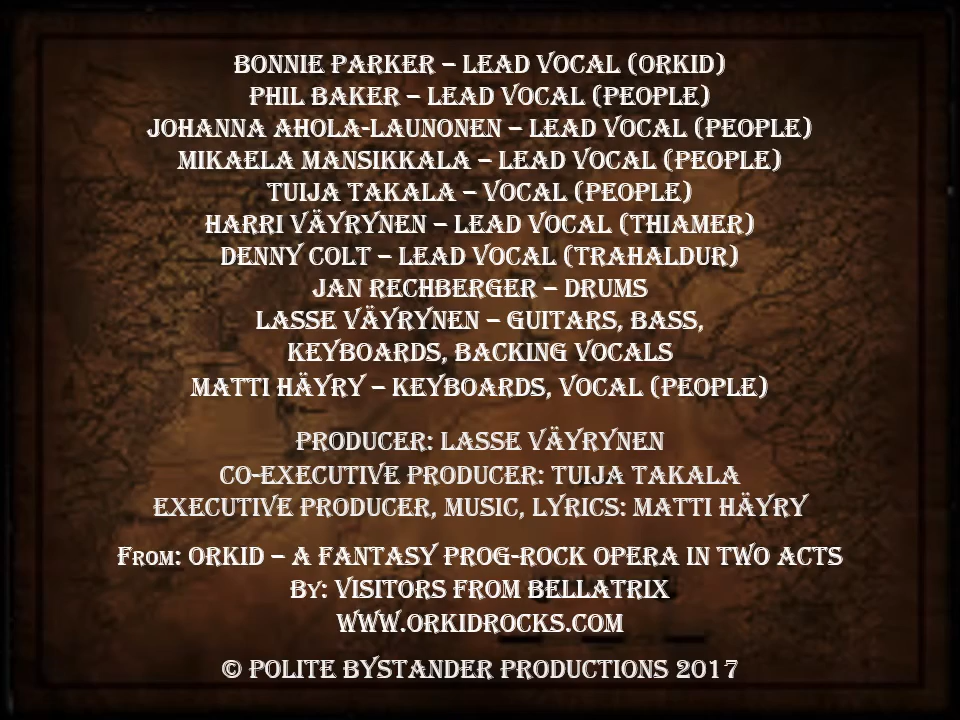 BONNIE PARKER – LEAD VOCAL (ORKID)
PHIL BAKER – LEAD VOCAL (PEOPLE)
JOHANNA AHOLA-LAUNONEN – LEAD VOCAL (PEOPLE)
MIKAELA MANSIKKALA – LEAD VOCAL (PEOPLE)
TUIJA TAKALA – VOCAL (PEOPLE)
HARRI VÄYRYNEN – LEAD VOCAL (THIAMER)
DENNY COLT – LEAD VOCAL (TRAHALDUR)
JAN RECHBERGER – DRUMS
LASSE VÄYRYNEN – GUITARS, BASS,
KEYBOARDS, BACKING VOCALS
MATTI HÄYRY – KEYBOARDS, VOCAL (PEOPLE)
PRODUCER: LASSE VÄYRYNEN
CO-EXECUTIVE PRODUCER: TUIJA TAKALA
EXECUTIVE PRODUCER, MUSIC, LYRICS: MATTI HÄYRY
From: ORKID – A FANTASY PROG-ROCK OPERA IN TWO ACTS
By: VISITORS FROM BELLATRIX
WWW.ORKIDROCKS.COM
© POLITE BYSTANDER PRODUCTIONS 2017